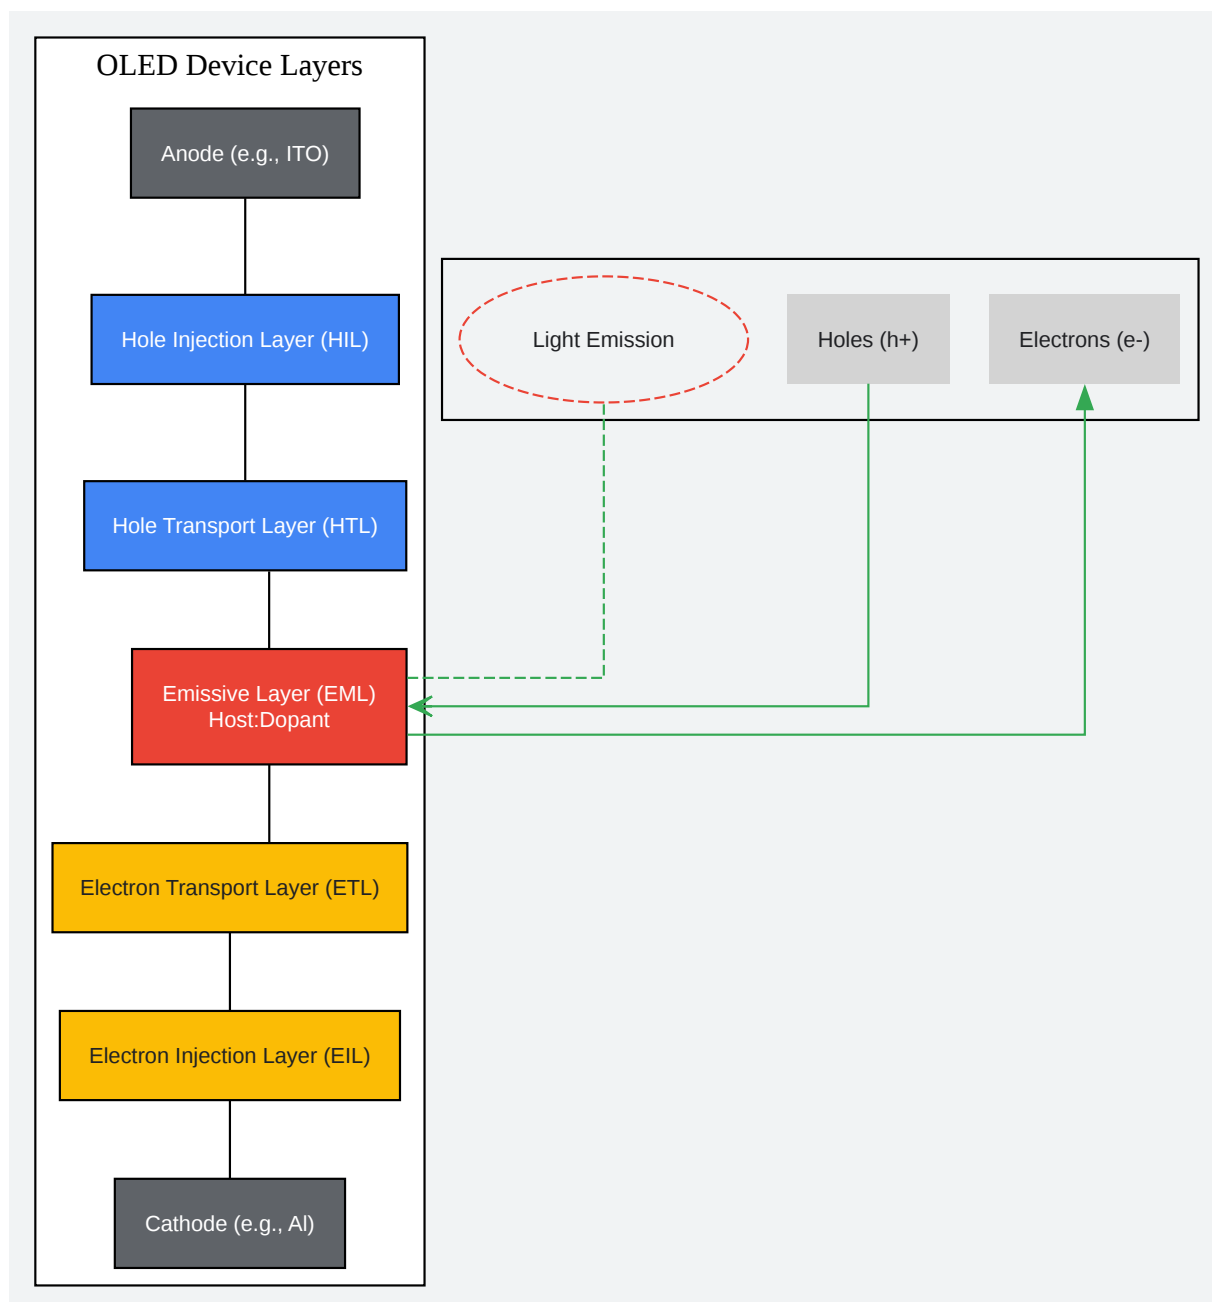 OLED Device Layers
Anode (e.g., ITO)
Hole Injection Layer (HIL)
Light Emission
Holes (h+)
Electrons (e-)
Hole Transport Layer (HTL)
Emissive Layer (EML)
Host:Dopant
Electron Transport Layer (ETL)
Electron Injection Layer (EIL)
Cathode (e.g., Al)